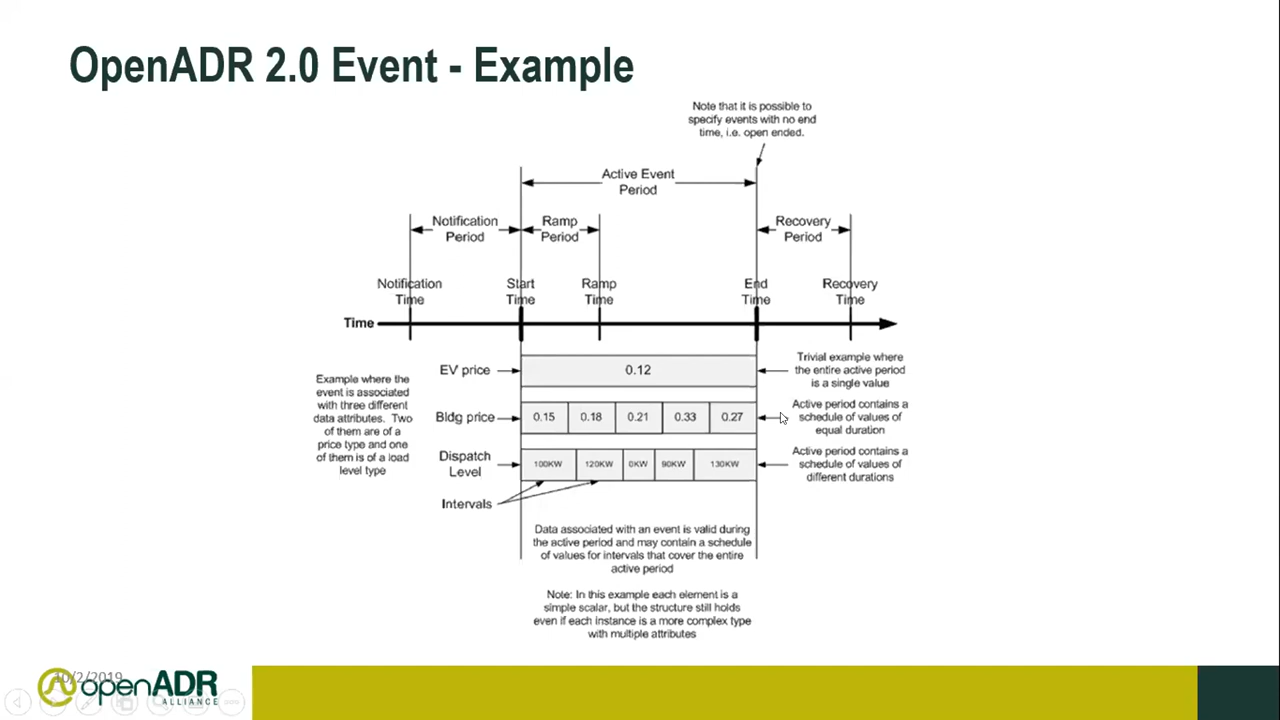 OpenADR 2.0 Event - Example
Note that it is possible to
specify events with no end
time, i.e. open ended.
Active Event
Period
Notification
Period
Ramp
Period
Recovery
Period
Notification
Time
Start
Time
Ramp
Time
End
Time
Recovery
Time
Time
EV price
0.12
Trivial example where
the entire active period
is a single value
Example where the
event is associated
with three different
data attributes. Two
of them are of a
price type and one
of them is of a load
level type
Bldg price
0.15 0.18 0.21 0.33 0.27
Active period contains a
schedule of values of
equal duration
Dispatch
Level
100KW 120KW 0KW 90KW 130KW
Active period contains a
schedule of values of
different durations
Intervals
Data associated with an event is valid during
the active period and may contain a schedule
of values for intervals that cover the entire
active period
Note: In this example each element is a
simple scalar, but the structure still holds
even if each instance is a more complex type
with multiple attributes
10/2/2019
openADR
ALLIANCE